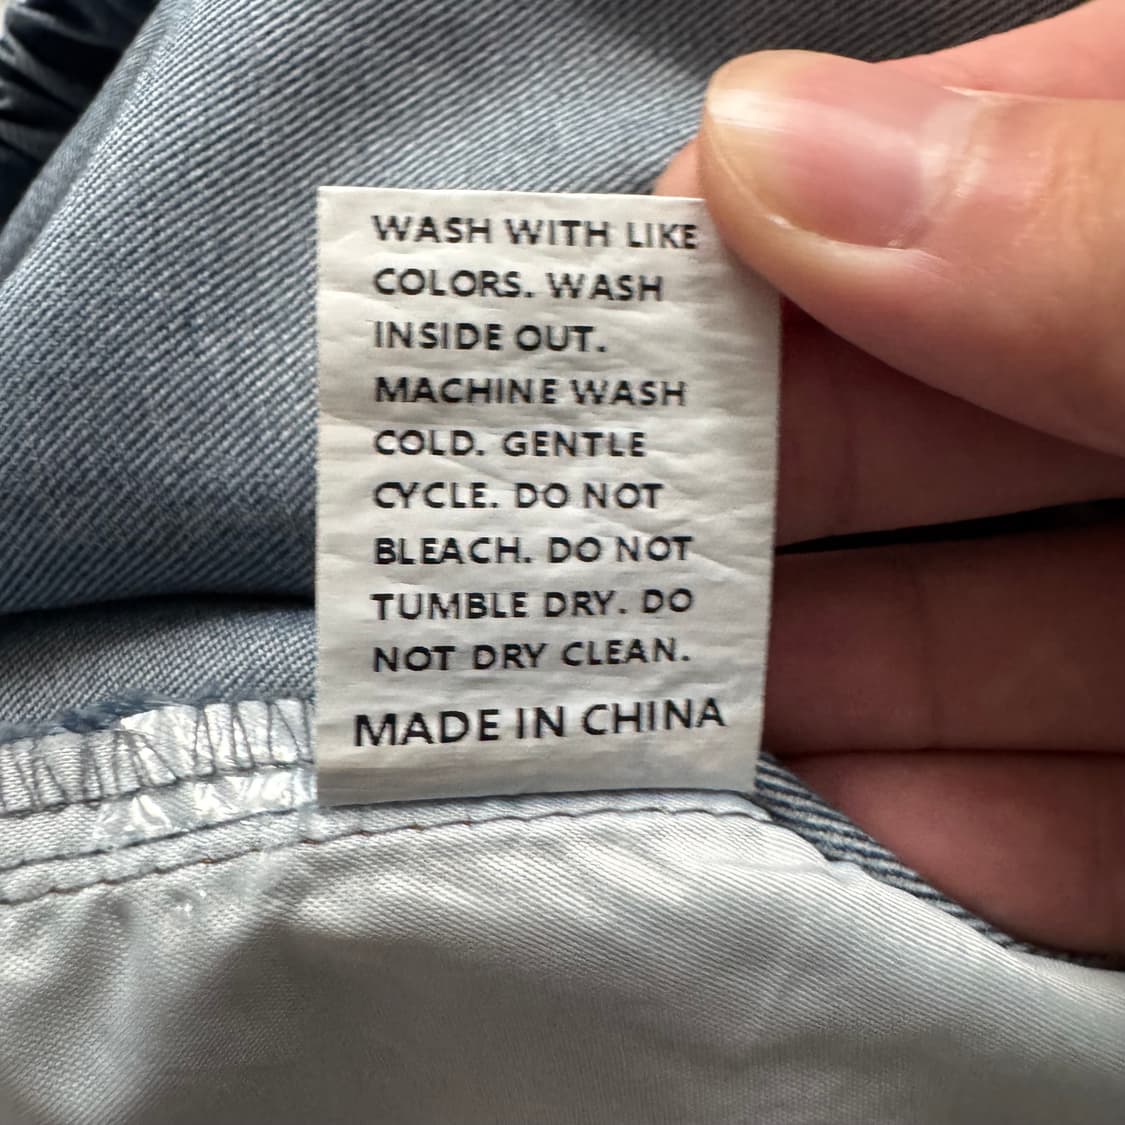 WASH WITH LIKE
COLORS. WASH
INSIDE OUT.
MACHINE WASH
COLD. GENTLE
CYCLE. DO NOT
BLEACH. DO NOT
TUMBLE DRY. DO
NOT DRY CLEAN.
MADE IN CHINA